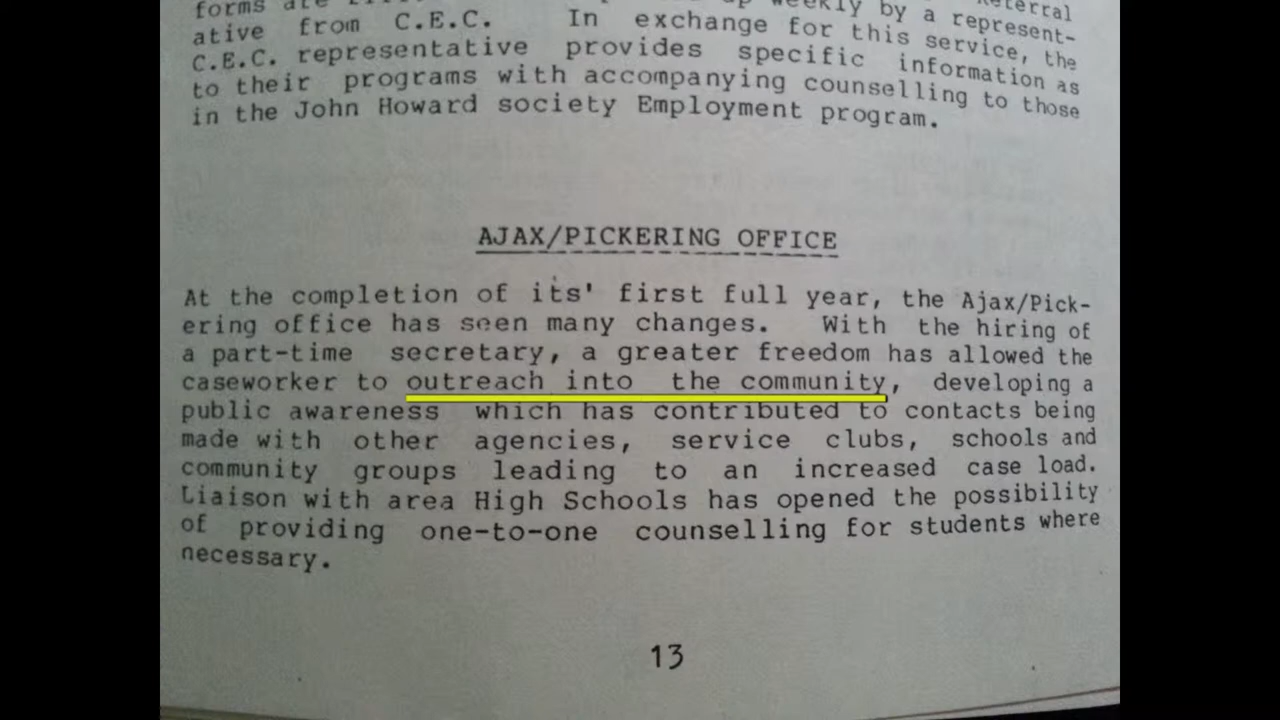 forms are
weekly by a represent-
ative from C.E.C. In exchange for this service, the
C.E.C. representative provides specific information as
to their programs with accompanying counselling to those
in the John Howard society Employment program.
AJAX/PICKERING OFFICE
At the completion of its' first full year, the Ajax/Pick-
ering office has seen many changes. With the hiring of
a part-time secretary, a greater freedom has allowed the
caseworker to outreach into the community, developing a
public awareness which has contributed to contacts being
made with other agencies, service clubs, schools and
community groups leading to an increased case load.
Liaison with area High Schools has opened the possibility
of providing one-to-one counselling for students where
necessary.
13